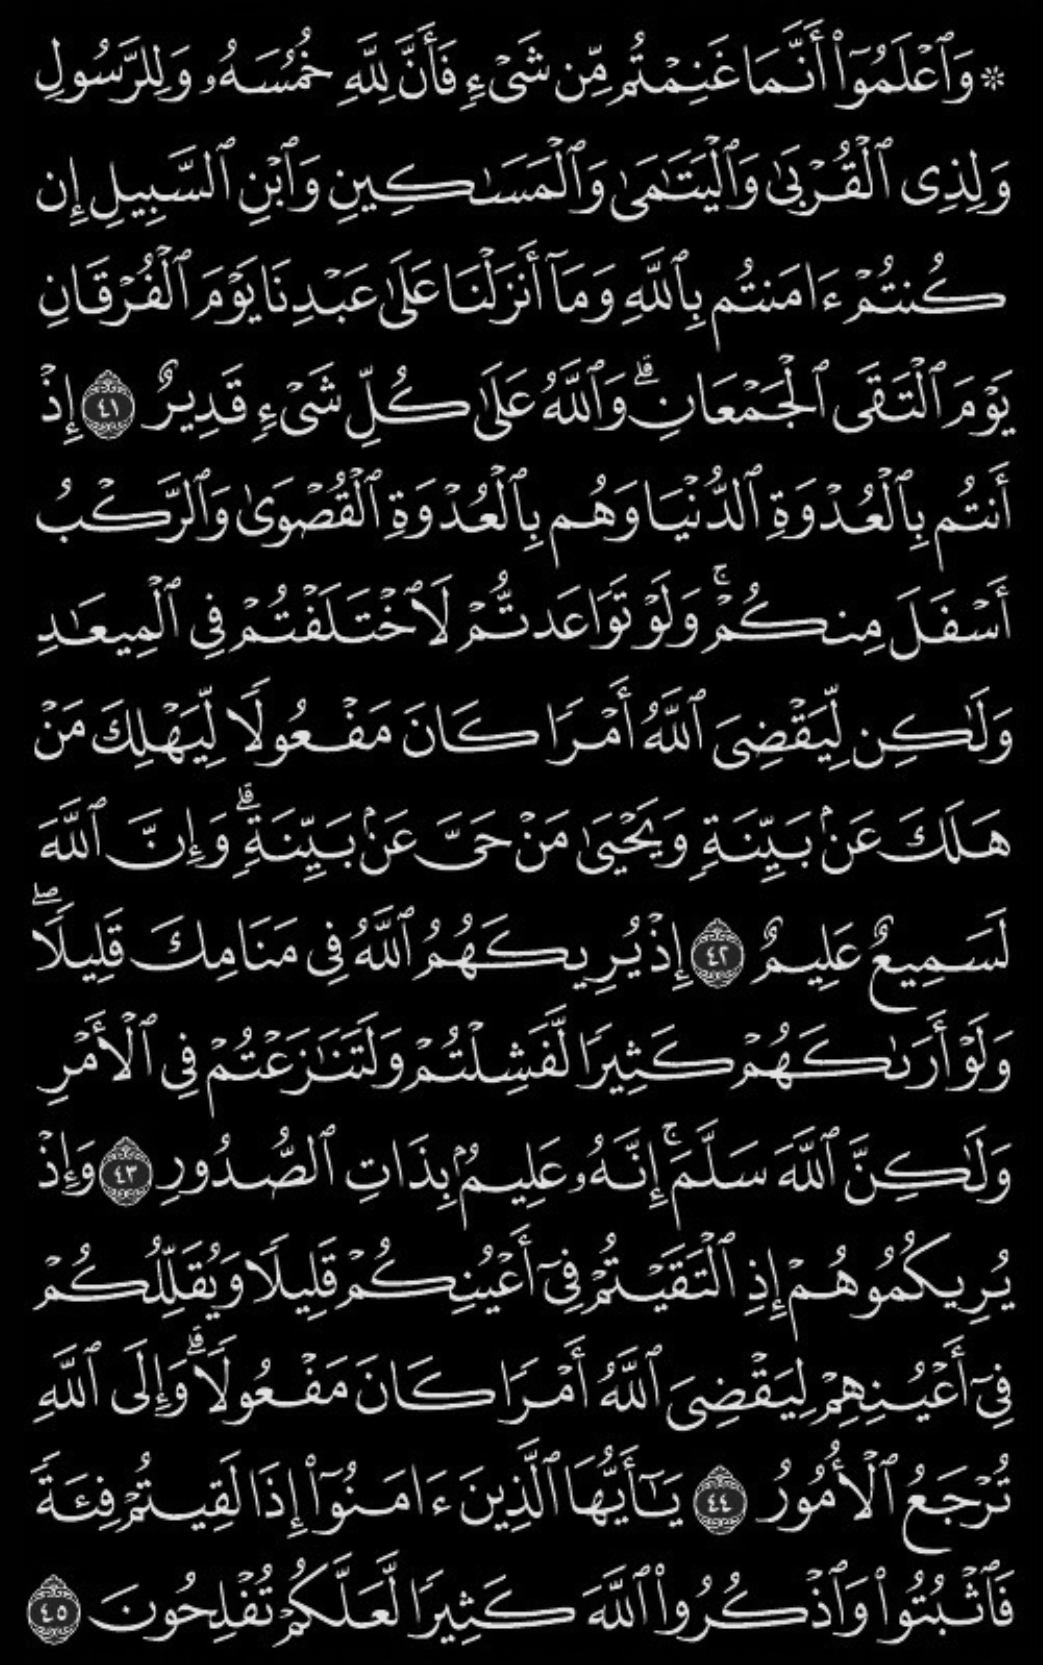 ۞ وَٱعۡلَمُوٓاْ أَنَّمَا غَنِمۡتُم مِّن شَيۡءٖ فَأَنَّ لِلَّهِ خُمُسَهُۥ وَلِلرَّسُولِ
وَلِذِي ٱلۡقُرۡبَىٰ وَٱلۡيَتَٰمَىٰ وَٱلۡمَسَٰكِينِ وَٱبۡنِ ٱلسَّبِيلِ إِن
كُنتُمۡ ءَامَنتُم بِٱللَّهِ وَمَآ أَنزَلۡنَا عَلَىٰ عَبۡدِنَا يَوۡمَ ٱلۡفُرۡقَانِ
يَوۡمَ ٱلۡتَقَى ٱلۡجَمۡعَانِۗ وَٱللَّهُ عَلَىٰ كُلِّ شَيۡءٖ قَدِيرٌ ٤١ إِذۡ
أَنتُم بِٱلۡعُدۡوَةِ ٱلدُّنۡيَا وَهُم بِٱلۡعُدۡوَةِ ٱلۡقُصۡوَىٰ وَٱلرَّكۡبُ
أَسۡفَلَ مِنكُمۡۚ وَلَوۡ تَوَاعَدتُّمۡ لَٱخۡتَلَفۡتُمۡ فِي ٱلۡمِيعَٰدِ
وَلَٰكِن لِّيَقۡضِيَ ٱللَّهُ أَمۡرٗا كَانَ مَفۡعُولٗا لِّيَهۡلِكَ مَنۡ
هَلَكَ عَنۢ بَيِّنَةٖ وَيَحۡيَىٰ مَنۡ حَيَّ عَنۢ بَيِّنَةٖۗ وَإِنَّ ٱللَّهَ
لَسَمِيعٌ عَلِيمٌ ٤٢ إِذۡ يُرِيكَهُمُ ٱللَّهُ فِي مَنَامِكَ قَلِيلٗاۖ
وَلَوۡ أَرَىٰكَهُمۡ كَثِيرٗا لَّفَشِلۡتُمۡ وَلَتَنَٰزَعۡتُمۡ فِي ٱلۡأَمۡرِ
وَلَٰكِنَّ ٱللَّهَ سَلَّمَۚ إِنَّهُۥ عَلِيمُۢ بِذَاتِ ٱلصُّدُورِ ٤٣ وَإِذۡ
يُرِيكُمُوهُمۡ إِذِ ٱلۡتَقَيۡتُمۡ فِيٓ أَعۡيُنِكُمۡ قَلِيلٗا وَيُقَلِّلُكُمۡ
فِيٓ أَعۡيُنِهِمۡ لِيَقۡضِيَ ٱللَّهُ أَمۡرٗا كَانَ مَفۡعُولٗاۗ وَإِلَى ٱللَّهِ
تُرۡجَعُ ٱلۡأُمُورُ ٤٤ يَٰٓأَيُّهَا ٱلَّذِينَ ءَامَنُوٓاْ إِذَا لَقِيتُمۡ فِئَةٗ
فَٱثۡبُتُواْ وَٱذۡكُرُواْ ٱللَّهَ كَثِيرٗا لَّعَلَّكُمۡ تُفۡلِحُونَ ٤٥